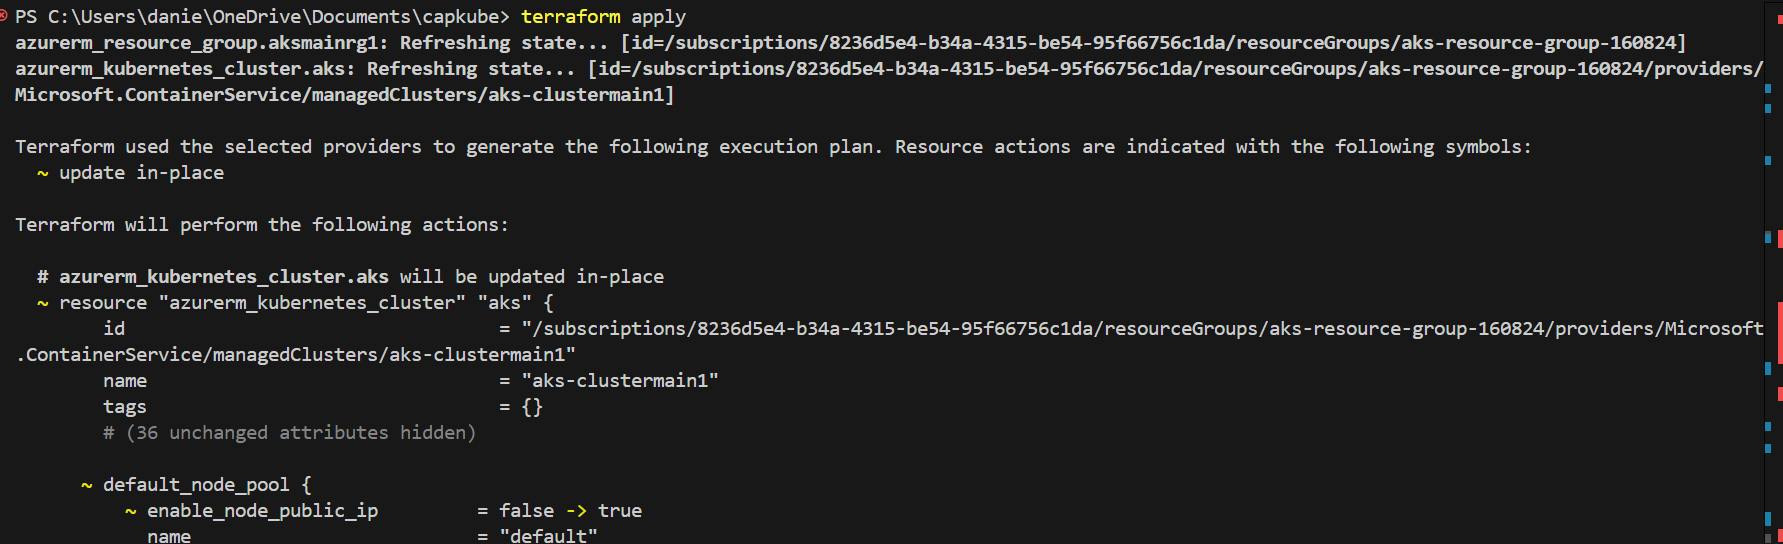 PS C:\Users\danie\OneDrive\Documents\capkube> terraform apply
azurerm_resource_group.aksmainrg1: Refreshing state... [id=/subscriptions/8236d5e4-b34a-4315-be54-95f66756c1da/resourceGroups/aks-resource-group-160824]
azurerm_kubernetes_cluster.aks: Refreshing state... [id=/subscriptions/8236d5e4-b34a-4315-be54-95f66756c1da/resourceGroups/aks-resource-group-160824/providers/
Microsoft.ContainerService/managedClusters/aks-clustermain1]
Terraform used the selected providers to generate the following execution plan. Resource actions are indicated with the following symbols:
~ update in-place
Terraform will perform the following actions:
# azurerm_kubernetes_cluster.aks will be updated in-place
~ resource "azurerm_kubernetes_cluster" "aks" {
id = "/subscriptions/8236d5e4-b34a-4315-be54-95f66756c1da/resourceGroups/aks-resource-group-160824/providers/Microsoft
.ContainerService/managedClusters/aks-clustermain1"
name = "aks-clustermain1"
tags = {}
# (36 unchanged attributes hidden)
~ default_node_pool {
~ enable_node_public_ip = false -> true
name = "default"